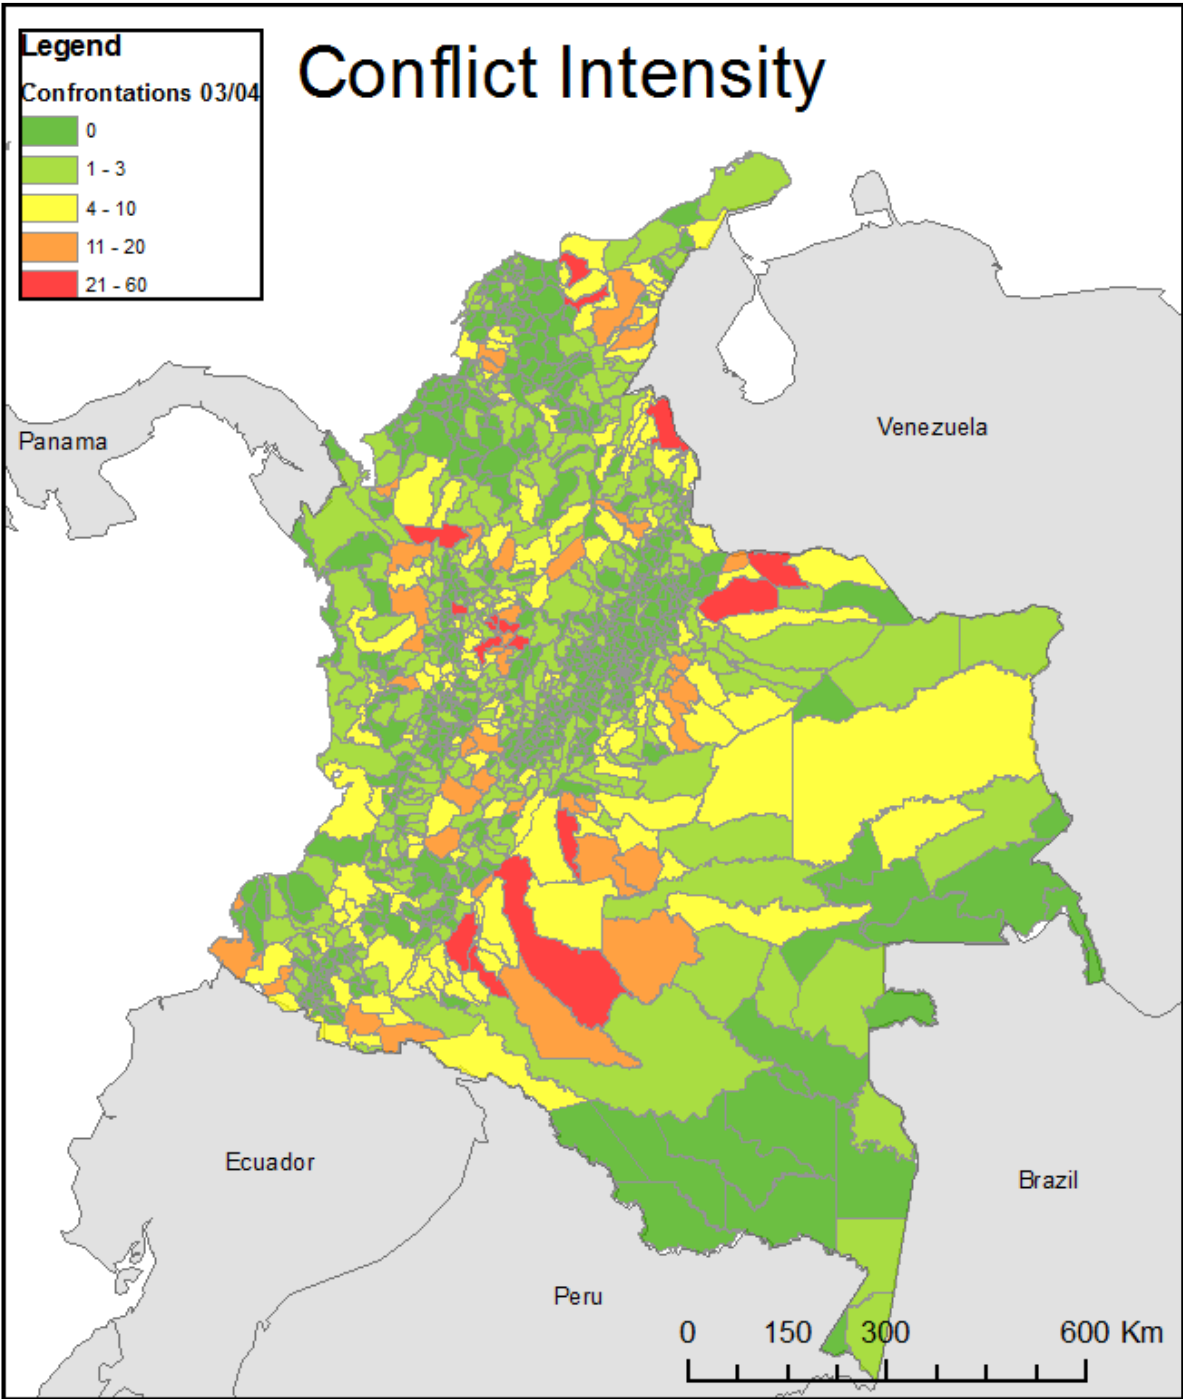 Conflict Intensity
Legend
Confrontations 03/04
0
1 - 3
4 - 10
11 - 20
21 - 60
Panama
Venezuela
Ecuador
Brazil
Peru
0 150 300 600 Km